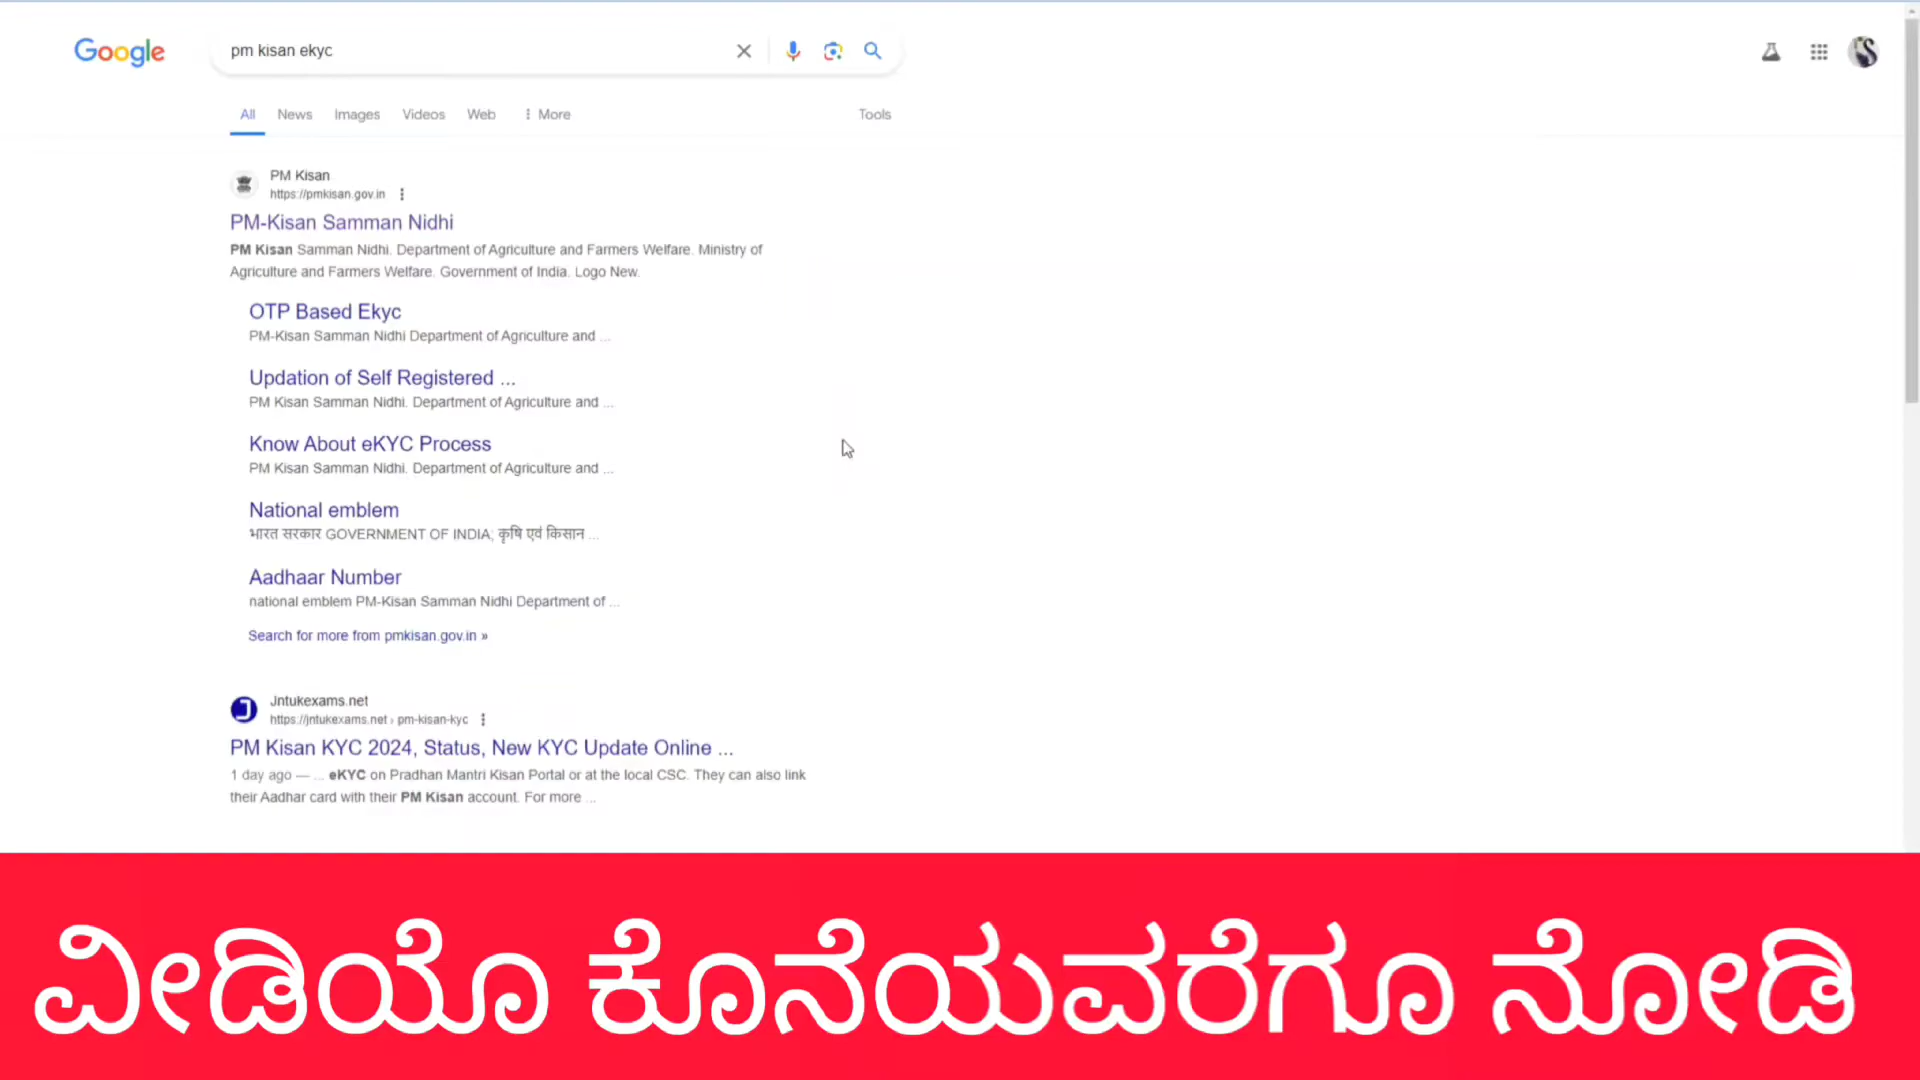 Google
pm kisan ekyc
All News Images Videos Web More Tools
PM Kisan
https://pmkisan.gov.in
PM-Kisan Samman Nidhi
PM Kisan Samman Nidhi. Department of Agriculture and Farmers Welfare. Ministry of
Agriculture and Farmers Welfare. Government of India. Logo New.
OTP Based Ekyc
PM-Kisan Samman Nidhi Department of Agriculture and ...
Updation of Self Registered ...
PM Kisan Samman Nidhi. Department of Agriculture and ...
Know About eKYC Process
PM Kisan Samman Nidhi. Department of Agriculture and ...
National emblem
भारत सरकार GOVERNMENT OF INDIA; कृषि एवं किसान ...
Aadhaar Number
national emblem PM-Kisan Samman Nidhi Department of ...
Search for more from pmkisan.gov.in »
Jntukexams.net
https://jntukexams.net › pm-kisan-kyc
PM Kisan KYC 2024, Status, New KYC Update Online ...
1 day ago — ... eKYC on Pradhan Mantri Kisan Portal or at the local CSC. They can also link
their Aadhar card with their PM Kisan account. For more ...
ವೀಡಿಯೊ ಕೊನೆಯವರೆಗೂ ನೋಡಿ